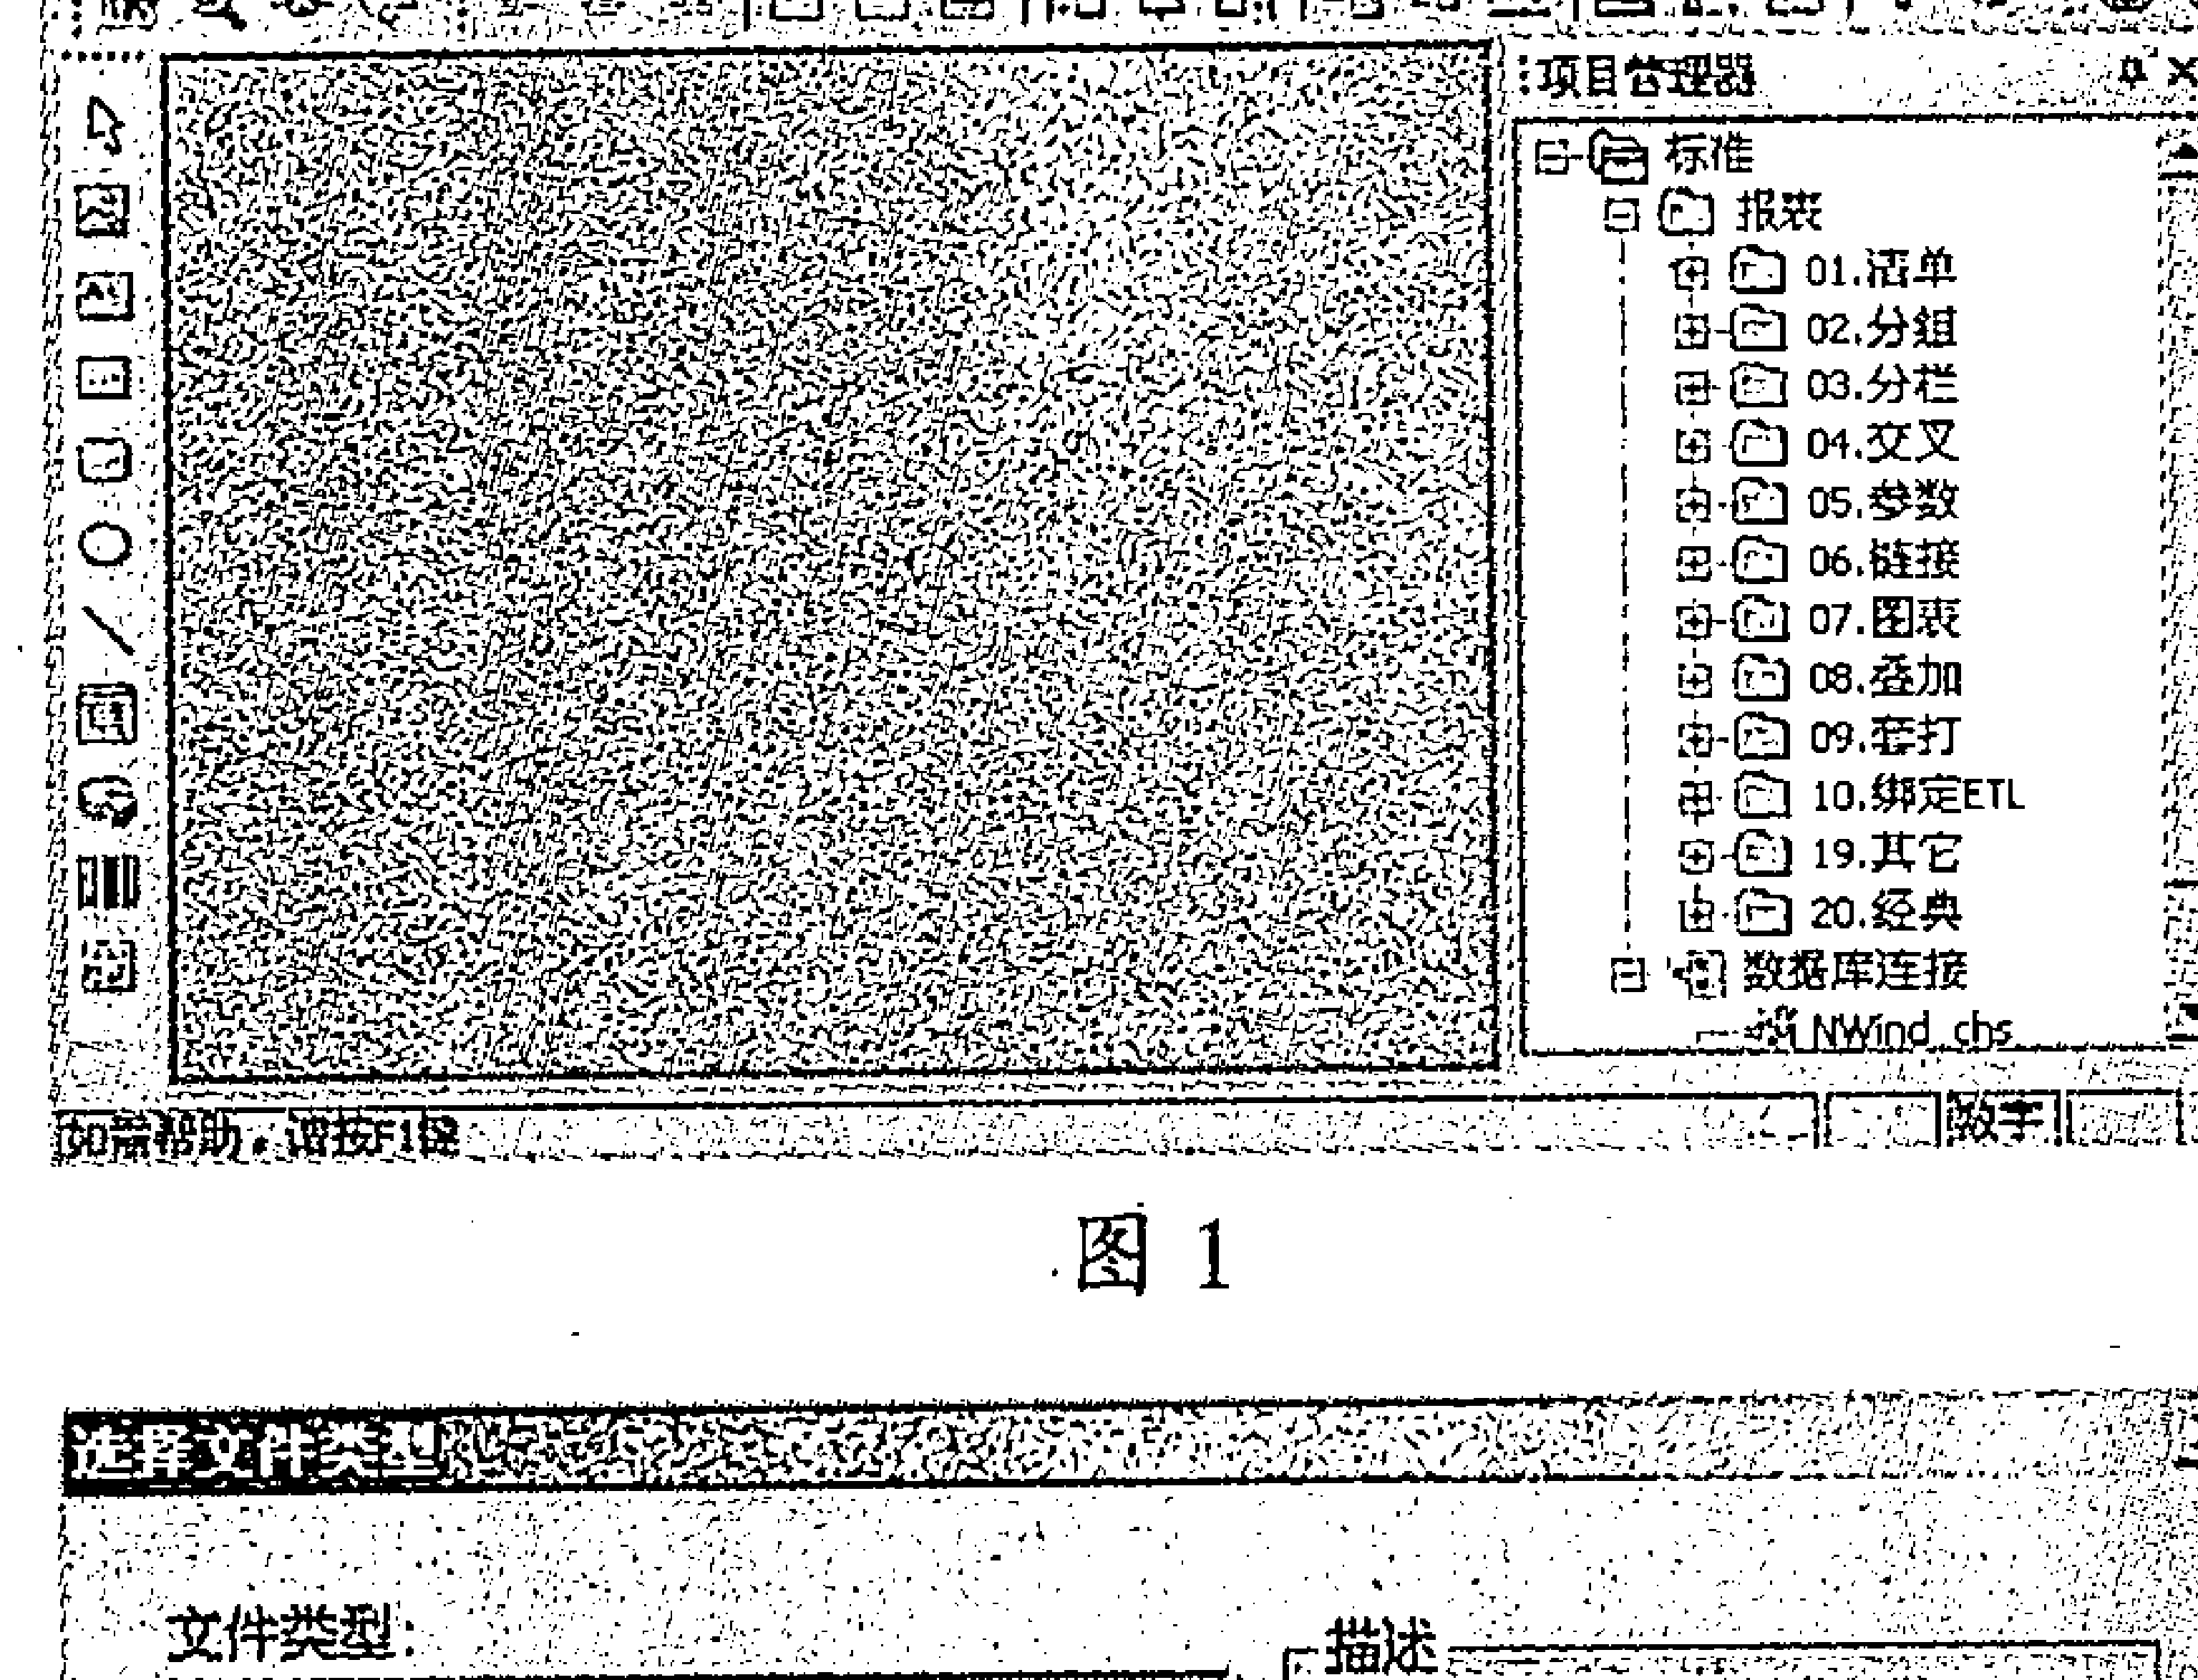 项目管理器
标准
报表
01.清单
02.分组
03.分栏
04.交叉
05.参数
06.链接
07.图表
08.叠加
09.套打
10.绑定ETL
19.其它
20.经典
数据库连接
NWind_chs
如需帮助，请按F1键
数字
图 1
选择文件类型
文件类型:
描述